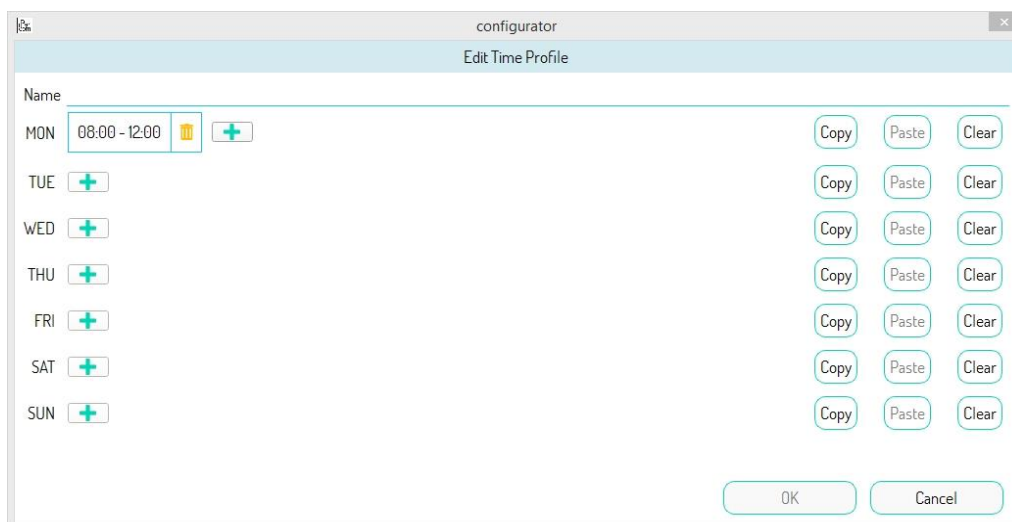 configurator
Edit Time Profile
Name
MON 08:00 - 12:00 Copy Paste Clear
TUE Copy Paste Clear
WED Copy Paste Clear
THU Copy Paste Clear
FRI Copy Paste Clear
SAT Copy Paste Clear
SUN Copy Paste Clear
OK Cancel